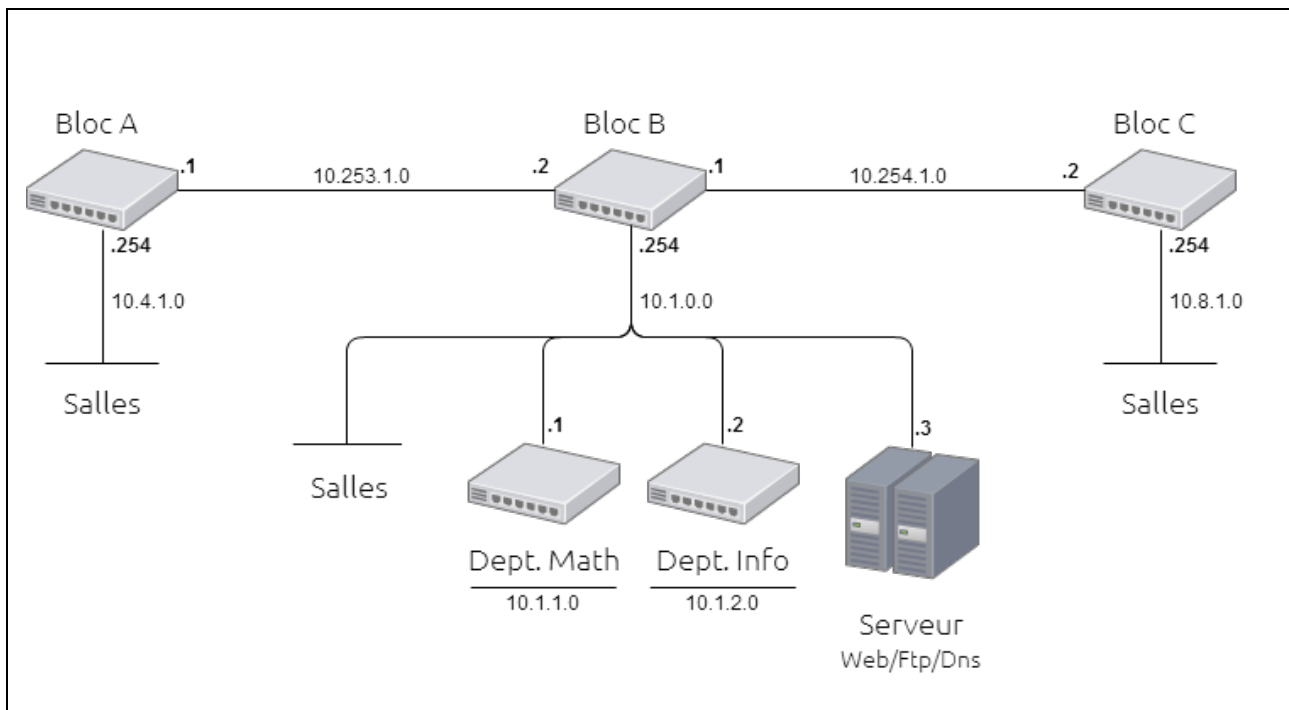 Bloc A
Bloc B
Bloc C
.1
10.253.1.0
.2
.1
10.254.1.0
.2
.254
.254
.254
10.4.1.0
10.1.0.0
10.8.1.0
Salles
Salles
.1
.2
.3
Salles
Dept. Math
Dept. Info
10.1.1.0
10.1.2.0
Serveur
Web/Ftp/Dns